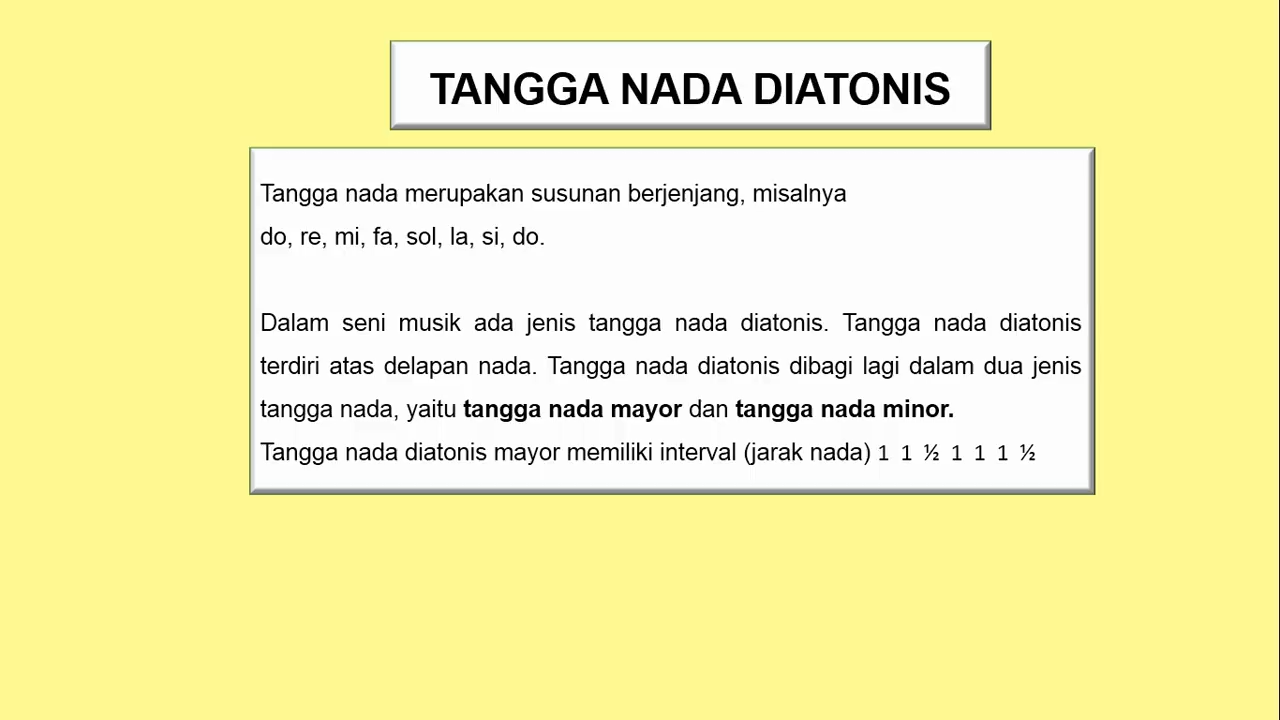 TANGGA NADA DIATONIS
Tangga nada merupakan susunan berjenjang, misalnya
do, re, mi, fa, sol, la, si, do.
Dalam seni musik ada jenis tangga nada diatonis. Tangga nada diatonis
terdiri atas delapan nada. Tangga nada diatonis dibagi lagi dalam dua jenis
tangga nada, yaitu tangga nada mayor dan tangga nada minor.
Tangga nada diatonis mayor memiliki interval (jarak nada) 1 1 ½ 1 1 1 ½